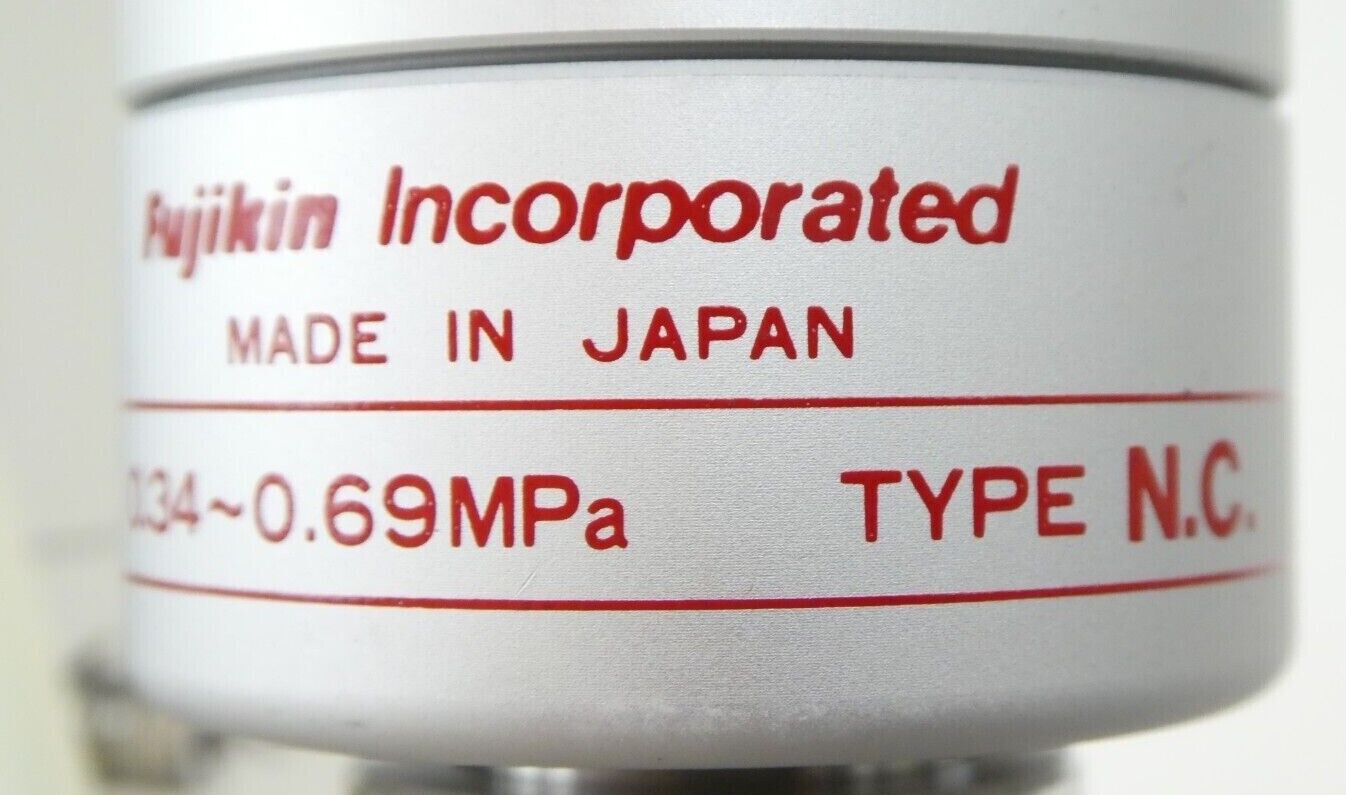 Fujikin Incorporated
MADE IN JAPAN
0.34~0.69MPa TYPE N.C.